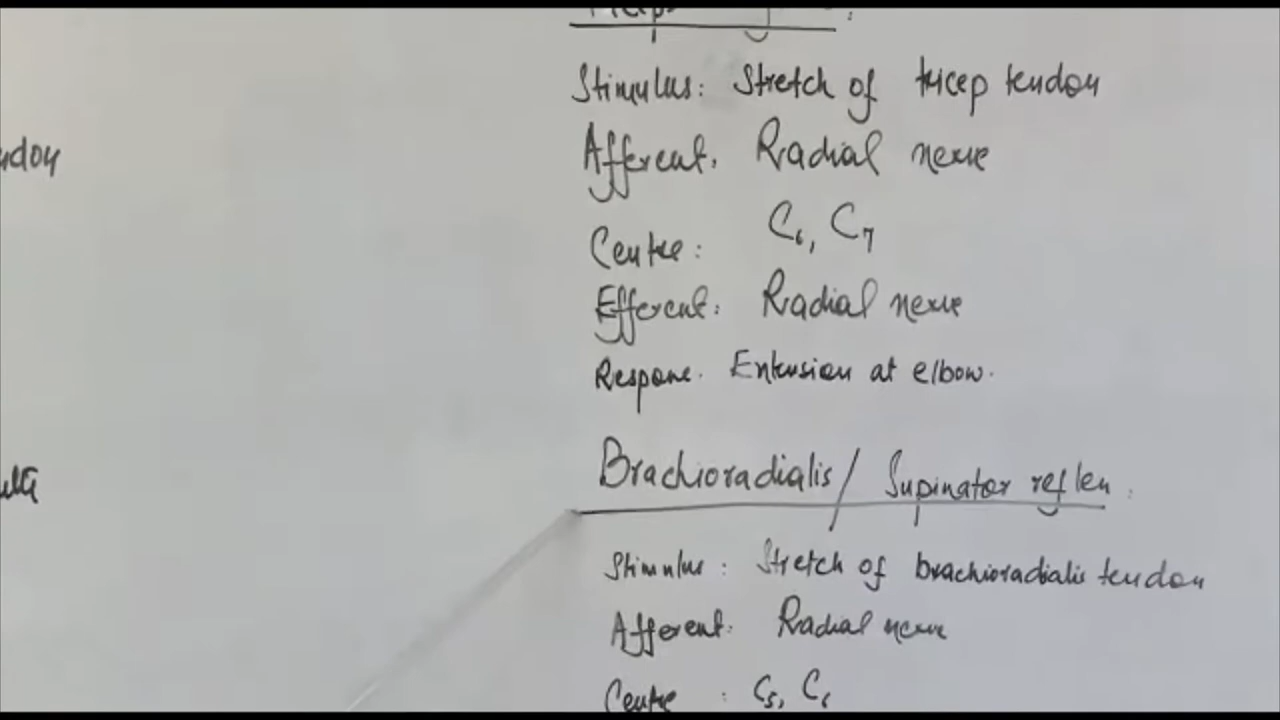 Stimulus: Stretch of tricep tendon
Afferent: Radial nerve
Centre: C6, C7
Efferent: Radial nerve
Respone. Extension at elbow.
Brachioradialis / Supinator reflex:
Stimulus: Stretch of brachioradialis tendon
Afferent: Radial nerve
Centre : C5, C6